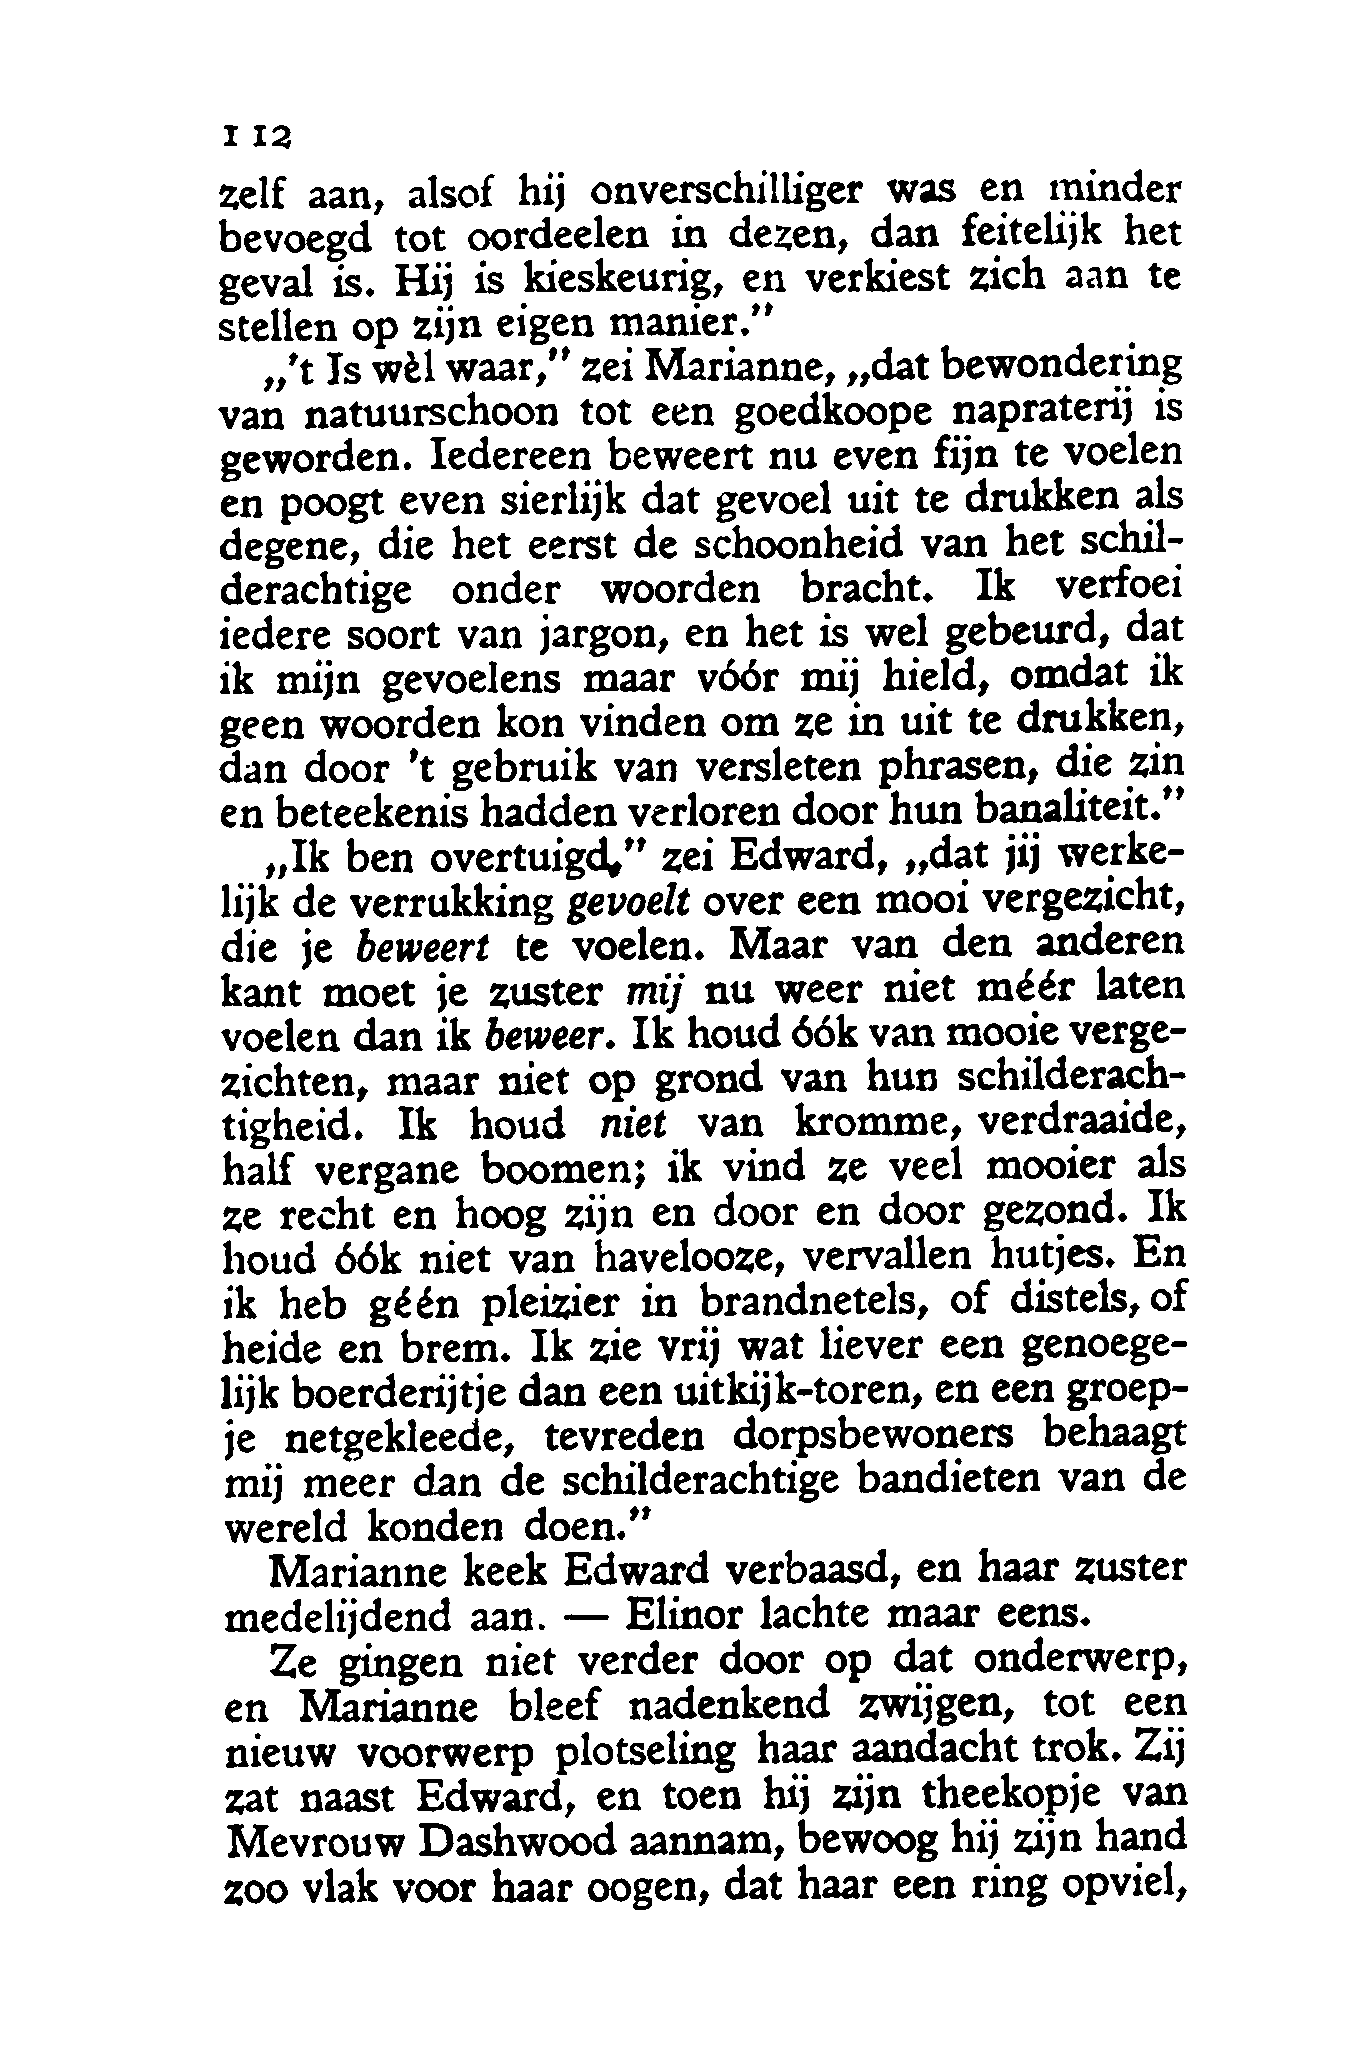 112
zelf aan, alsof hij onverschilliger was en minder
bevoegd tot oordeelen in dezen, dan feitelijk het
geval is. Hij is kieskeurig, en verkiest zich aan te
stellen op zijn eigen manier.”
„'t Is wèl waar,” zei Marianne, „dat bewondering
van natuurschoon tot een goedkoope napraterij is
geworden. Iedereen beweert nu even fijn te voelen
en poogt even sierlijk dat gevoel uit te drukken als
degene, die het eerst de schoonheid van het schil-
derachtige onder woorden bracht. Ik verfoei
iedere soort van jargon, en het is wel gebeurd, dat
ik mijn gevoelens maar vóór mij hield, omdat ik
geen woorden kon vinden om ze in uit te drukken,
dan door 't gebruik van versleten phrasen, die zin
en beteekenis hadden verloren door hun banaliteit.”
„Ik ben overtuigd,” zei Edward, „dat jij werke-
lijk de verrukking gevoelt over een mooi vergezicht,
die je beweert te voelen. Maar van den anderen
kant moet je zuster mij nu weer niet méér laten
voelen dan ik beweer. Ik houd óók van mooie verge-
zichten, maar niet op grond van hun schilderach-
tigheid. Ik houd niet van kromme, verdraaide,
half vergane boomen; ik vind ze veel mooier als
ze recht en hoog zijn en door en door gezond. Ik
houd óók niet van havelooze, vervallen hutjes. En
ik heb géén pleizier in brandnetels, of distels, of
heide en brem. Ik zie vrij wat liever een genoege-
lijk boerderijtje dan een uitkijk-toren, en een groep-
je netgekleede, tevreden dorpsbewoners behaagt
mij meer dan de schilderachtige bandieten van de
wereld konden doen.”
Marianne keek Edward verbaasd, en haar zuster
medelijdend aan. — Elinor lachte maar eens.
Ze gingen niet verder door op dat onderwerp,
en Marianne bleef nadenkend zwijgen, tot een
nieuw voorwerp plotseling haar aandacht trok. Zij
zat naast Edward, en toen hij zijn theekopje van
Mevrouw Dashwood aannam, bewoog hij zijn hand
zoo vlak voor haar oogen, dat haar een ring opviel,